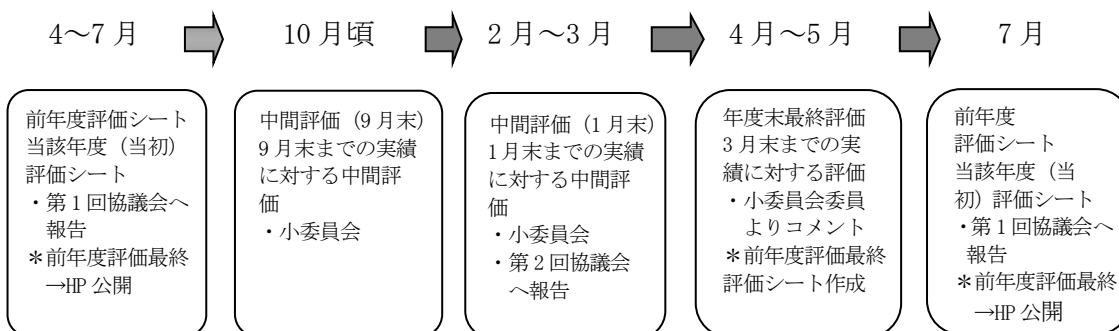 4～7 月
10 月頃
2 月～3 月
4 月～5 月
7 月
前年度評価シート
当該年度（当初）
評価シート
・第 1 回協議会へ
報告
＊前年度評価最終
→HP 公開
中間評価（9 月末）
9 月末までの実績
に対する中間評
価
・小委員会
中間評価（1 月末）
1 月末までの実績
に対する中間評
価
・小委員会
・第 2 回協議会
へ報告
年度末最終評価
3 月末までの実
績に対する評価
・小委員会委員
よりコメント
＊前年度評価最終
評価シート作成
前年度
評価シート
当該年度（当
初）評価シート
・第 1 回協議会へ
報告
＊前年度評価最終
→HP 公開